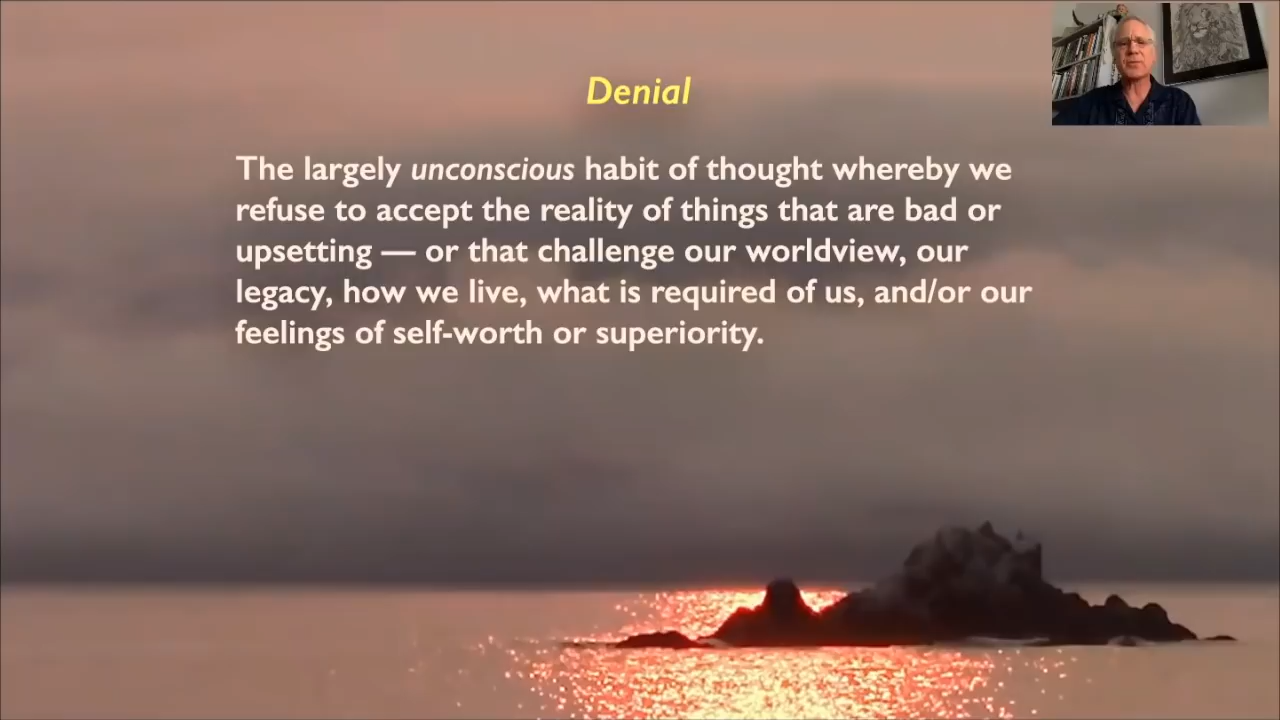 Denial
The largely unconscious habit of thought whereby we
refuse to accept the reality of things that are bad or
upsetting — or that challenge our worldview, our
legacy, how we live, what is required of us, and/or our
feelings of self-worth or superiority.